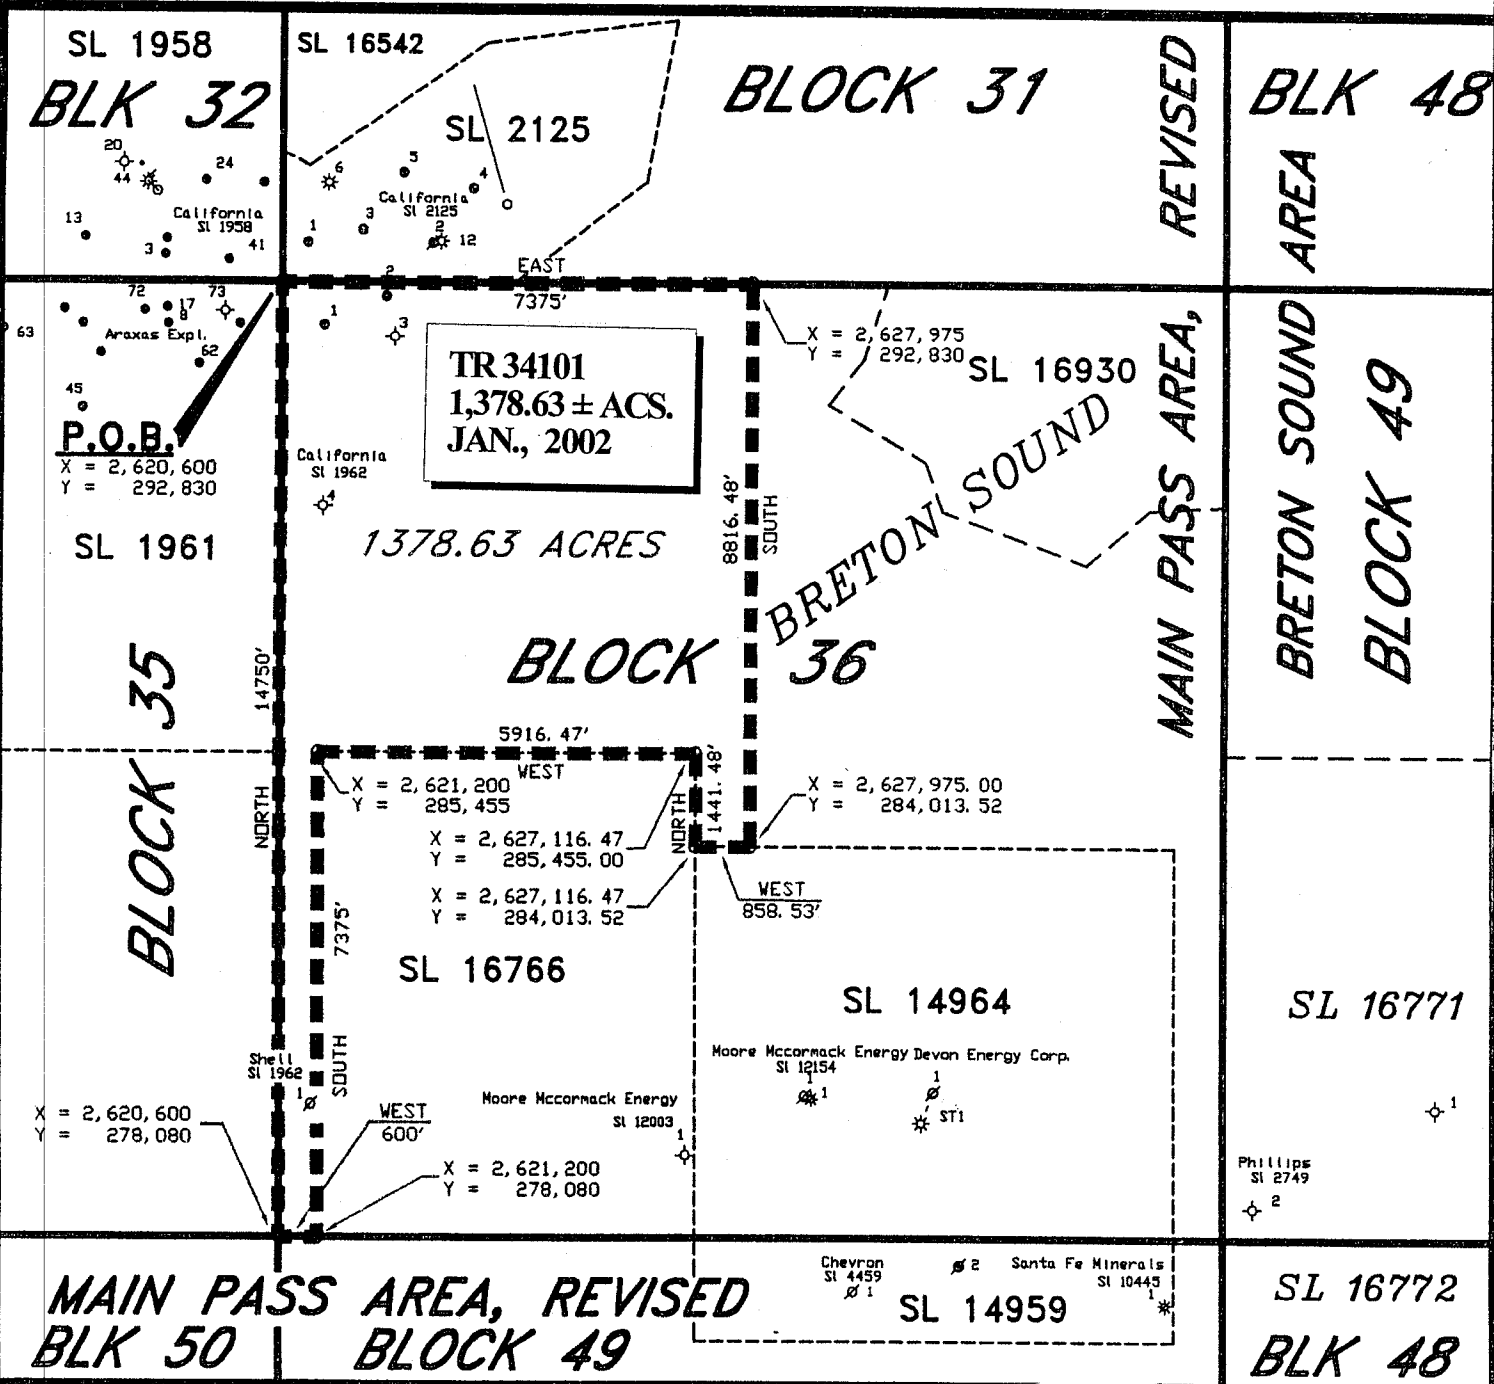 SL 1958
BLK 32
20
44
24
13
3
41
California
Sl 1958
SL 16542
SL 2125
6
5
4
California
Sl 2125
3
1
2
12
BLOCK 31
MAIN PASS AREA, REVISED
BLK 48
BRETON SOUND AREA
BLOCK 49
EAST
7375'
63
72
17
8
73
Araxas Expl.
62
45
P.O.B.
X = 2,620,600
Y = 292,830
SL 1961
BLOCK 35
2
1
3
TR 34101
1,378.63 ± ACS.
JAN., 2002
X = 2,627,975
Y = 292,830
SL 16930
BRETON SOUND
California
Sl 1962
4
1378.63 ACRES
8816.48'
SOUTH
BLOCK 36
14750'
NORTH
5916.47'
WEST
X = 2,621,200
Y = 285,455
1441.48'
NORTH
X = 2,627,116.47
Y = 285,455.00
X = 2,627,116.47
Y = 284,013.52
X = 2,627,975.00
Y = 284,013.52
WEST
858.53'
7375'
SOUTH
SL 16766
SL 14964
SL 16771
Shell
Sl 1962
1
Moore Mccormack Energy
Sl 12154
1
1
Devon Energy Corp.
1
ST1
Moore Mccormack Energy
Sl 12003
1
X = 2,620,600
Y = 278,080
WEST
600'
X = 2,621,200
Y = 278,080
1
Phillips
Sl 2749
2
MAIN PASS AREA, REVISED
BLK 50
BLOCK 49
Chevron
Sl 4459
1
2
Santa Fe Minerals
Sl 10445
1
SL 14959
SL 16772
BLK 48